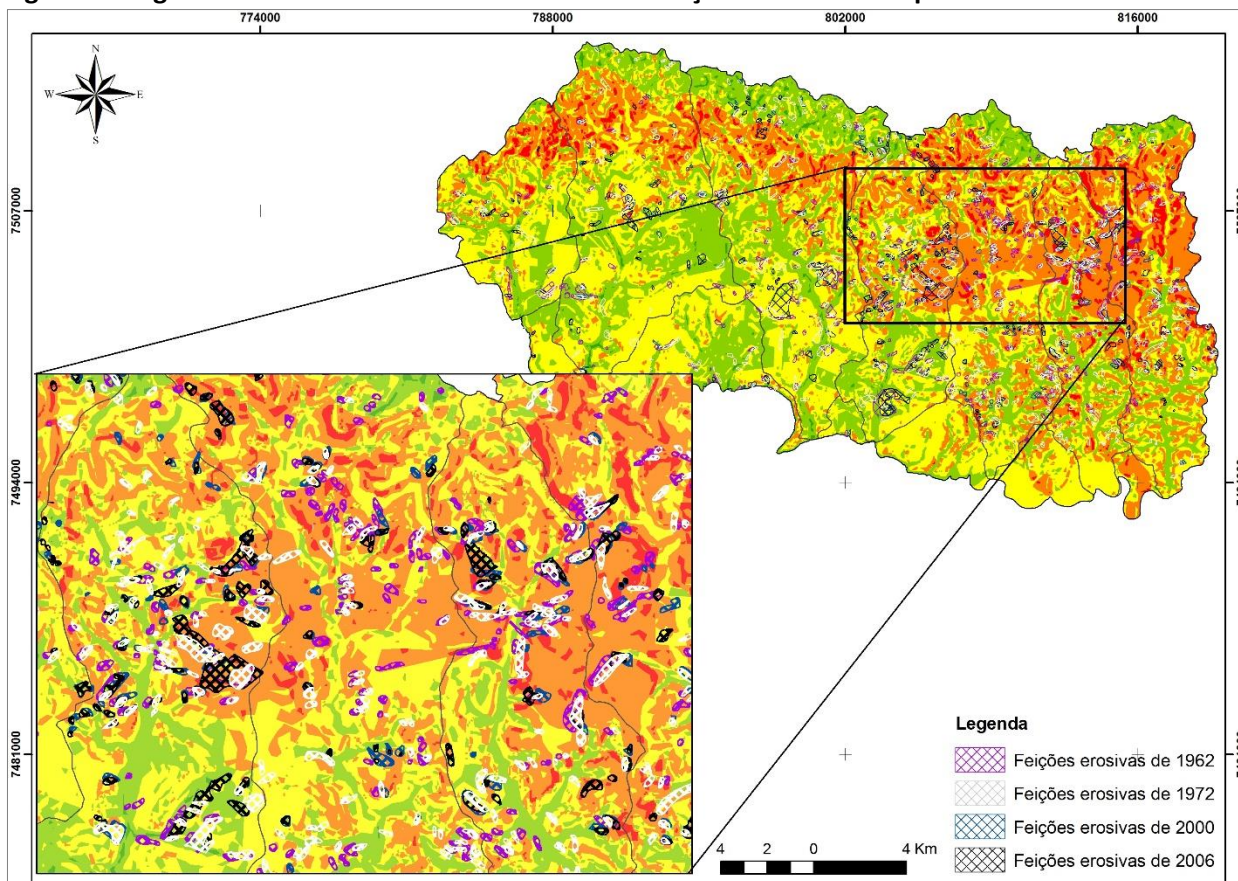 774000 788000 802000 816000
N
W E
S
7507000
7494000
7481000
Legenda
Feições erosivas de 1962
Feições erosivas de 1972
Feições erosivas de 2000
Feições erosivas de 2006
4 2 0 4 Km